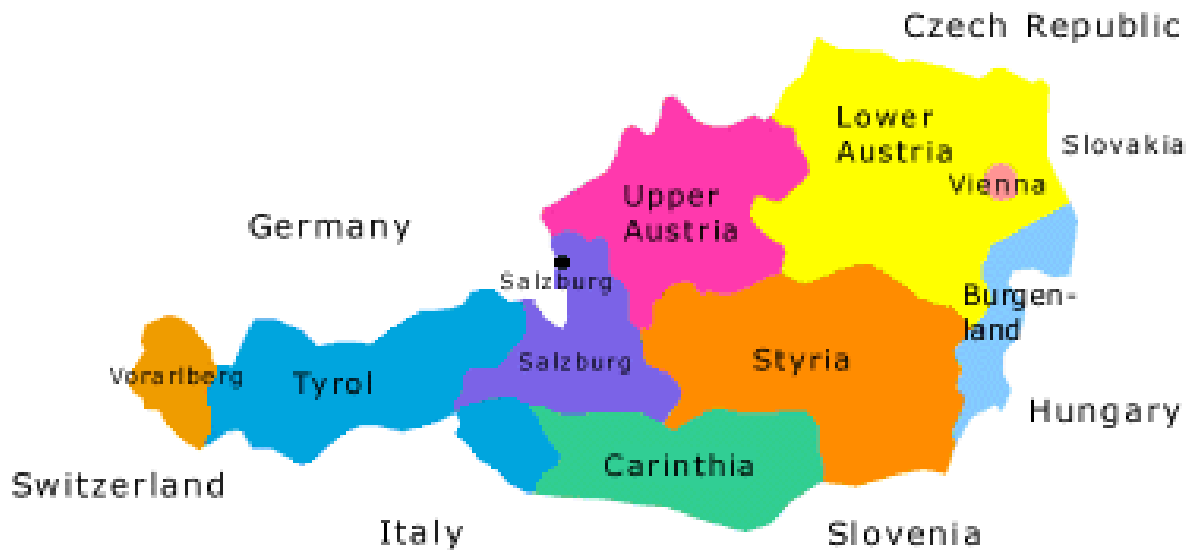 Czech Republic
Lower
Austria
Slovakia
Vienna
Upper
Austria
Germany
Salzburg
Burgen-
land
Salzburg
Styria
Vorarlberg
Tyrol
Hungary
Carinthia
Switzerland
Italy
Slovenia